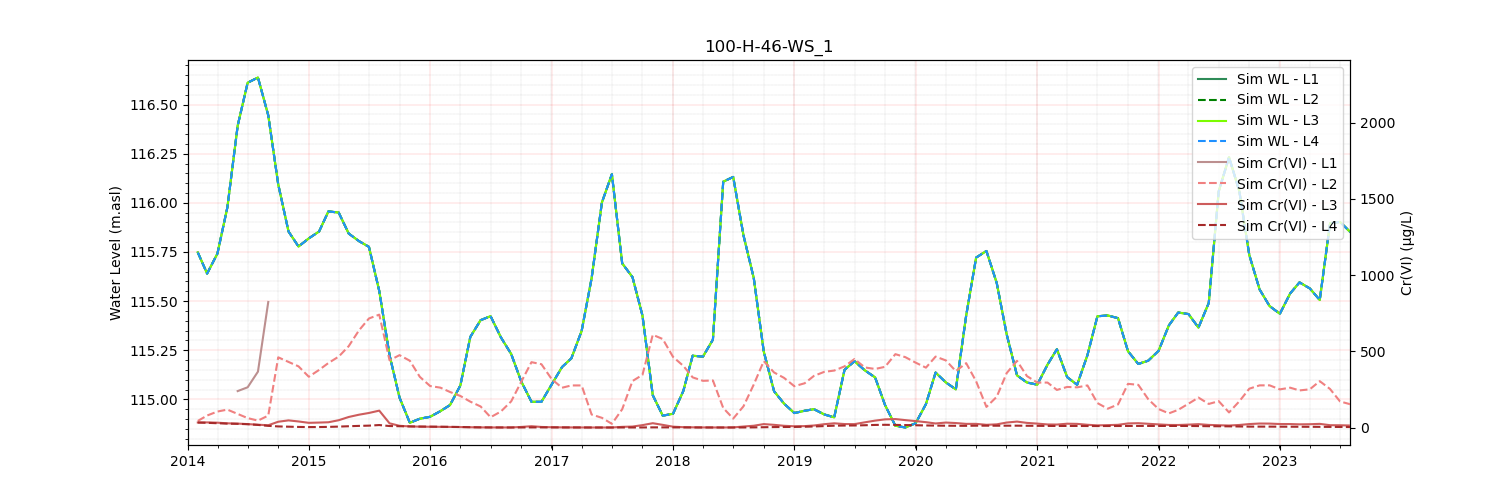 100-H-46-WS_1
Water Level (m.asl)
116.50
116.25
116.00
115.75
115.50
115.25
115.00
2014
2015
2016
2017
2018
2019
2020
2021
2022
2023
2000
1500
1000
500
0
Cr(VI) (µg/L)
Sim WL - L1
Sim WL - L2
Sim WL - L3
Sim WL - L4
Sim Cr(VI) - L1
Sim Cr(VI) - L2
Sim Cr(VI) - L3
Sim Cr(VI) - L4